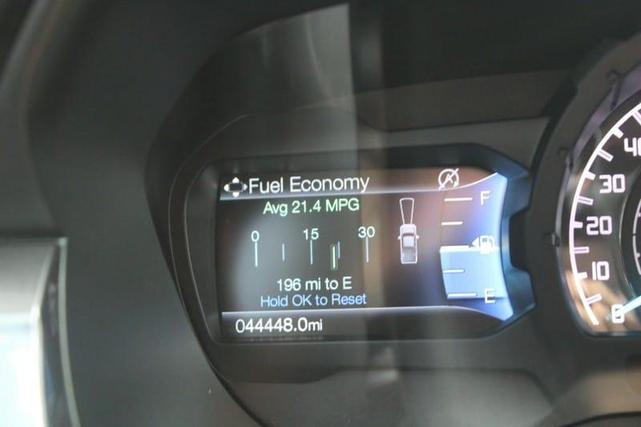 Fuel Economy
Avg 21.4 MPG
0 15 30
196 mi to E
Hold OK to Reset
044448.0mi
F
E
40
30
20
10
0